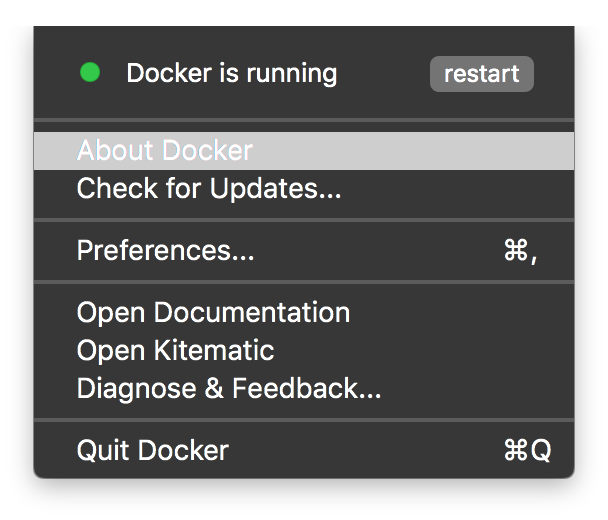 Docker is running restart
About Docker
Check for Updates...
Preferences... ⌘,
Open Documentation
Open Kitematic
Diagnose & Feedback...
Quit Docker ⌘Q